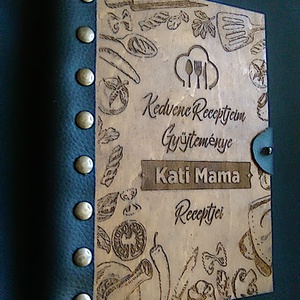 Kedvenc Receptjeim
Gyűjteménye
Kati Mama
Receptjei